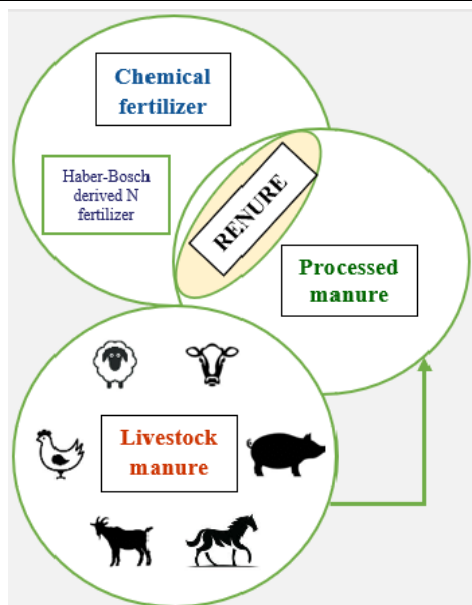 Chemical
fertilizer
Haber-Bosch
derived N
fertilizer
RENURE
Processed
manure
Livestock
manure